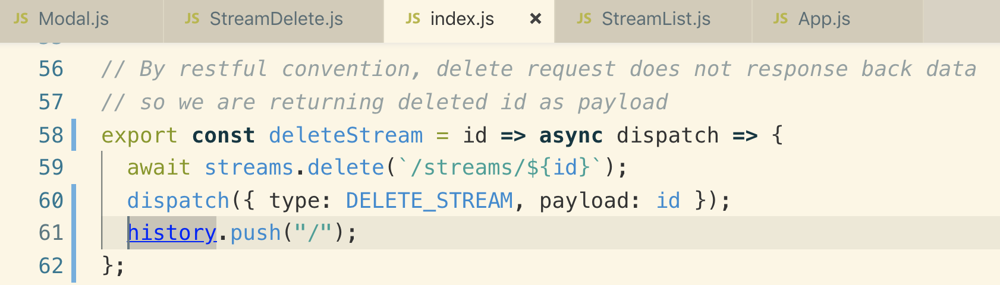 JS Modal.js JS StreamDelete.js JS index.js × JS StreamList.js JS App.js
56 // By restful convention, delete request does not response back data
57 // so we are returning deleted id as payload
58 export const deleteStream = id => async dispatch => {
59 await streams.delete(`/streams/${id}`);
60 dispatch({ type: DELETE_STREAM, payload: id });
61 history.push("/");
62 };